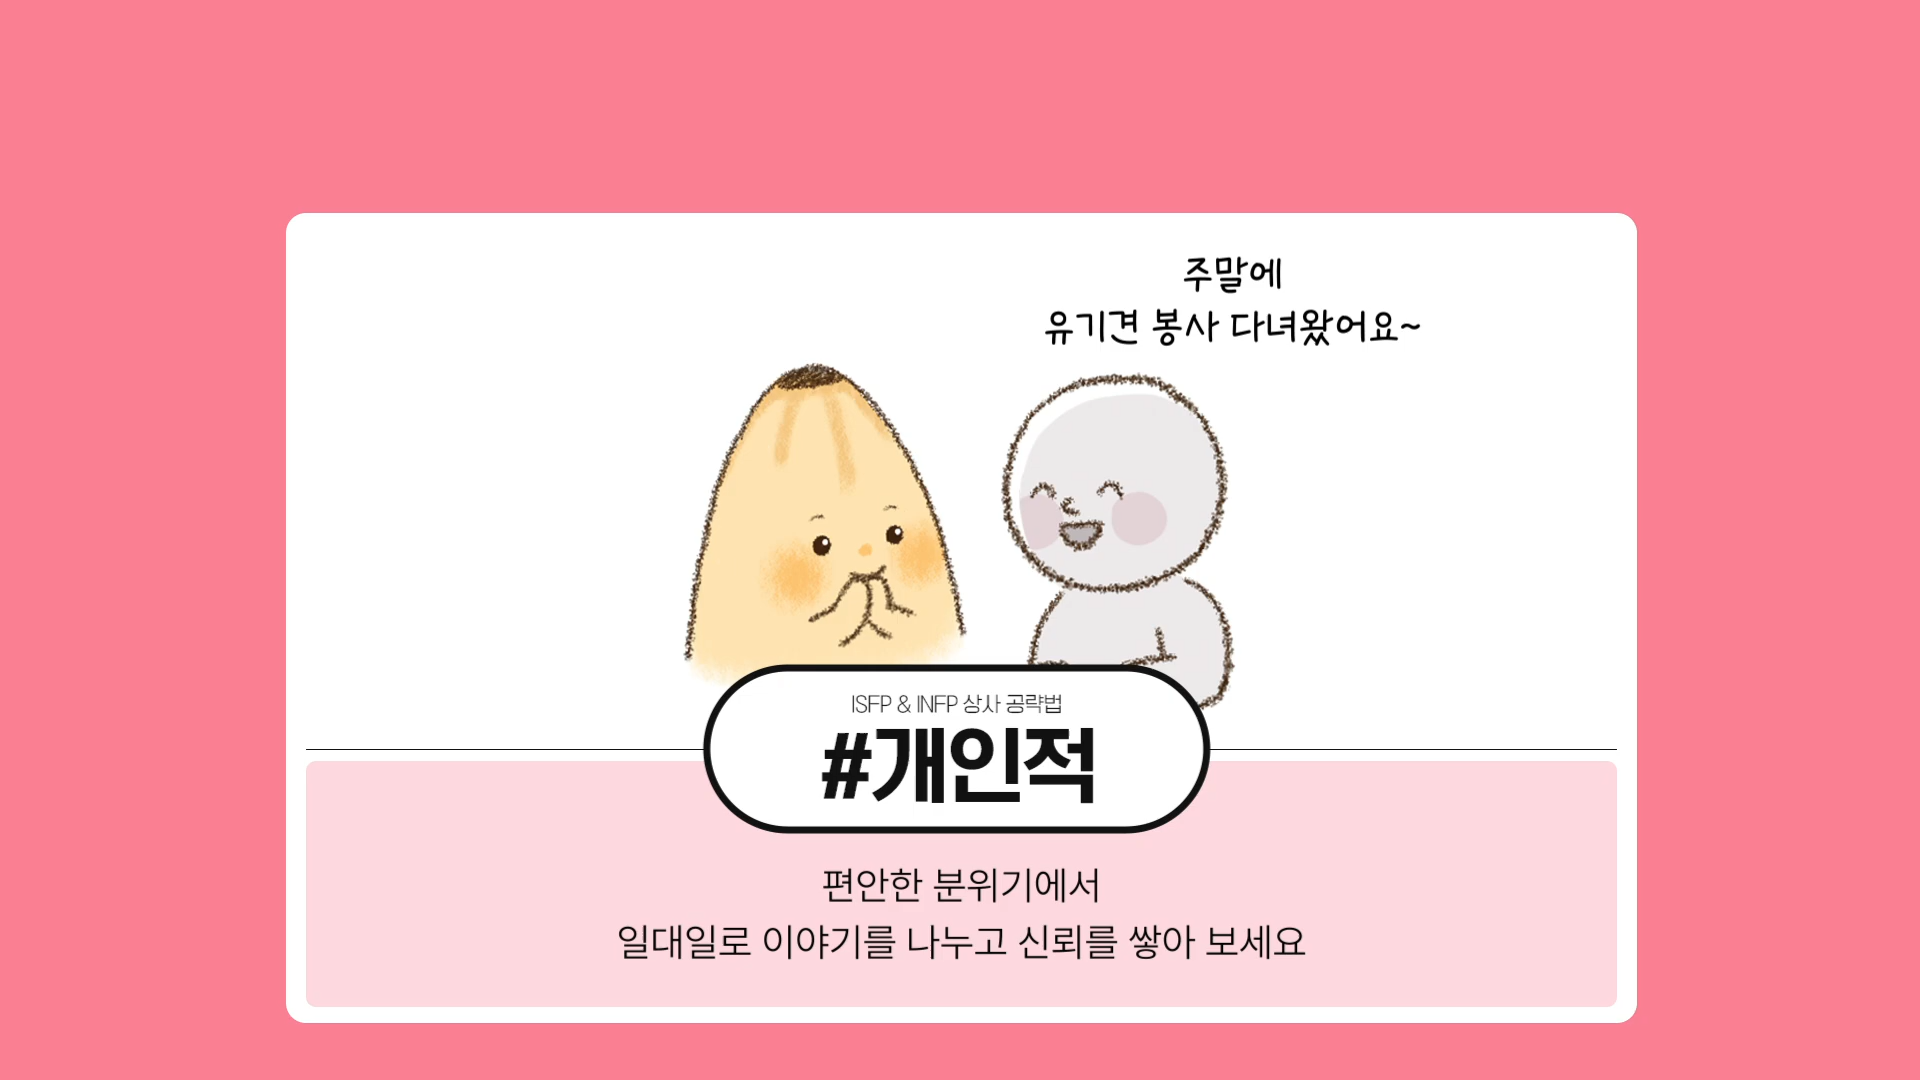 주말에
유기견 봉사 다녀왔어요~
ISFP & INFP 상사 공략법
#개인적
편안한 분위기에서
일대일로 이야기를 나누고 신뢰를 쌓아 보세요